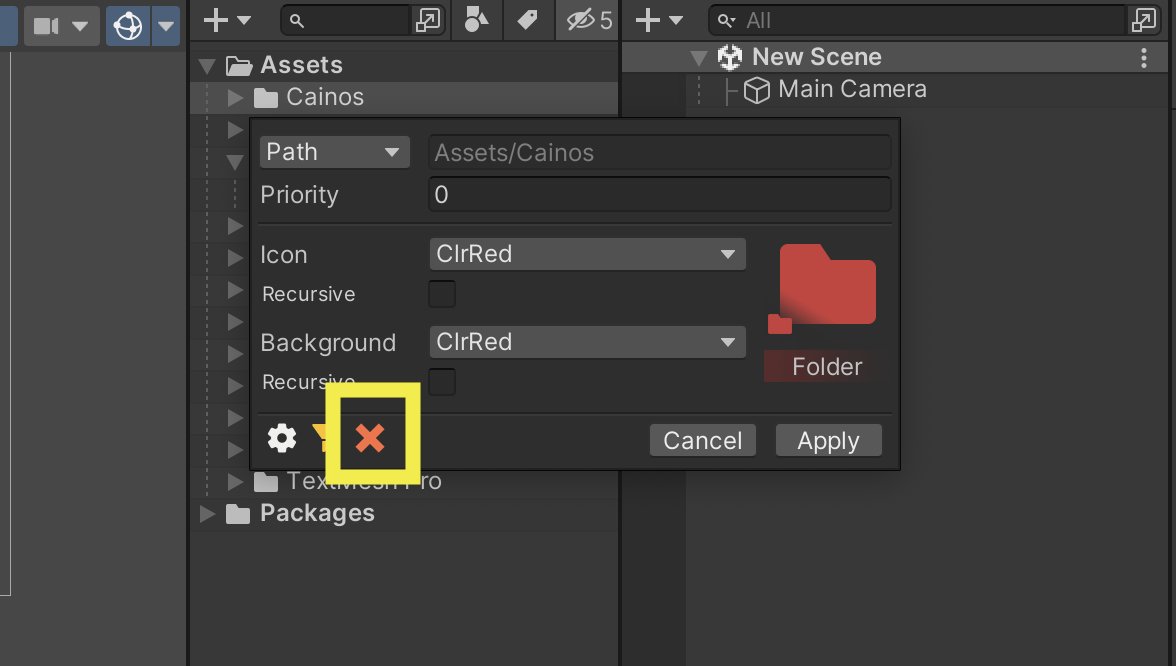 5
All
Assets
New Scene
Cainos
Main Camera
Path
Assets/Cainos
Priority
0
Icon
ClrRed
Recursive
Background
ClrRed
Folder
Recursive
Cancel
Apply
TextMesh Pro
Packages